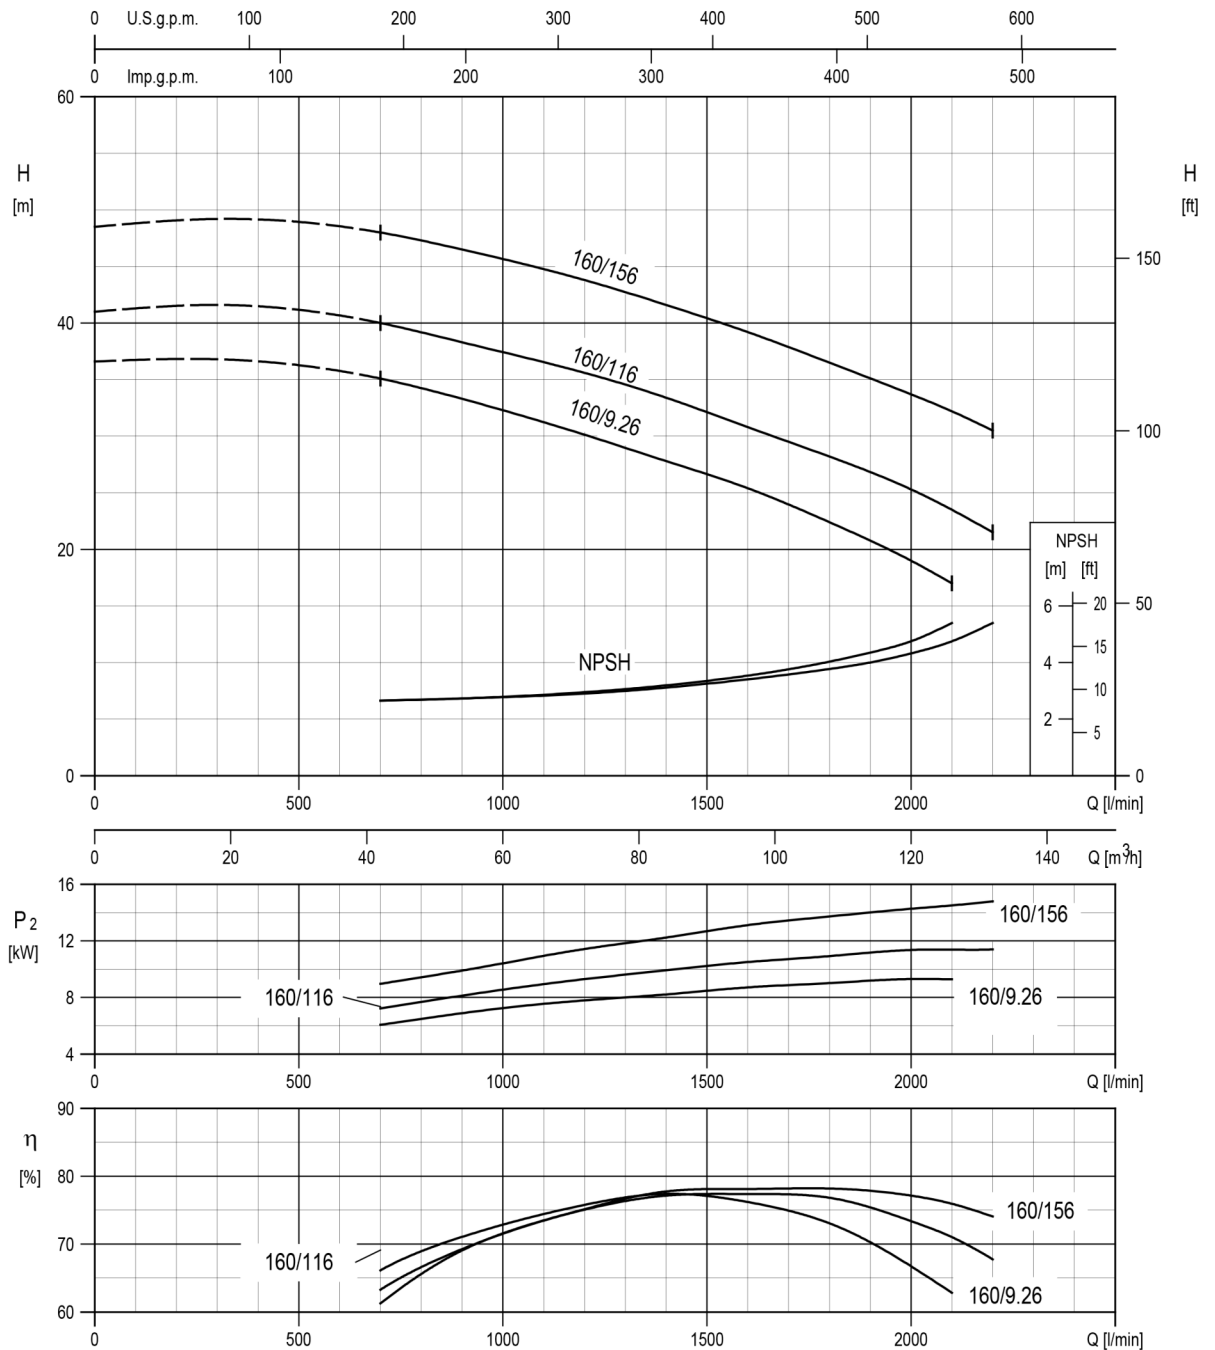 0 U.S.g.p.m. 100 200 300 400 500 600
0 Imp.g.p.m. 100 200 300 400 500
60
H
[m]
H
[ft]
160/156
150
40
160/116
160/9.26
100
20
NPSH
[m] [ft]
6 20
50
15
NPSH
4
10
2
5
0 0
0 500 1000 1500 2000 Q [l/min]
0 20 40 60 80 100 120 140 Q [m³/h]
16
P2
[kW]
160/156
12
160/116
8
160/9.26
4
0 500 1000 1500 2000 Q [l/min]
90
η
[%]
80
160/156
70
160/116
160/9.26
60
0 500 1000 1500 2000 Q [l/min]